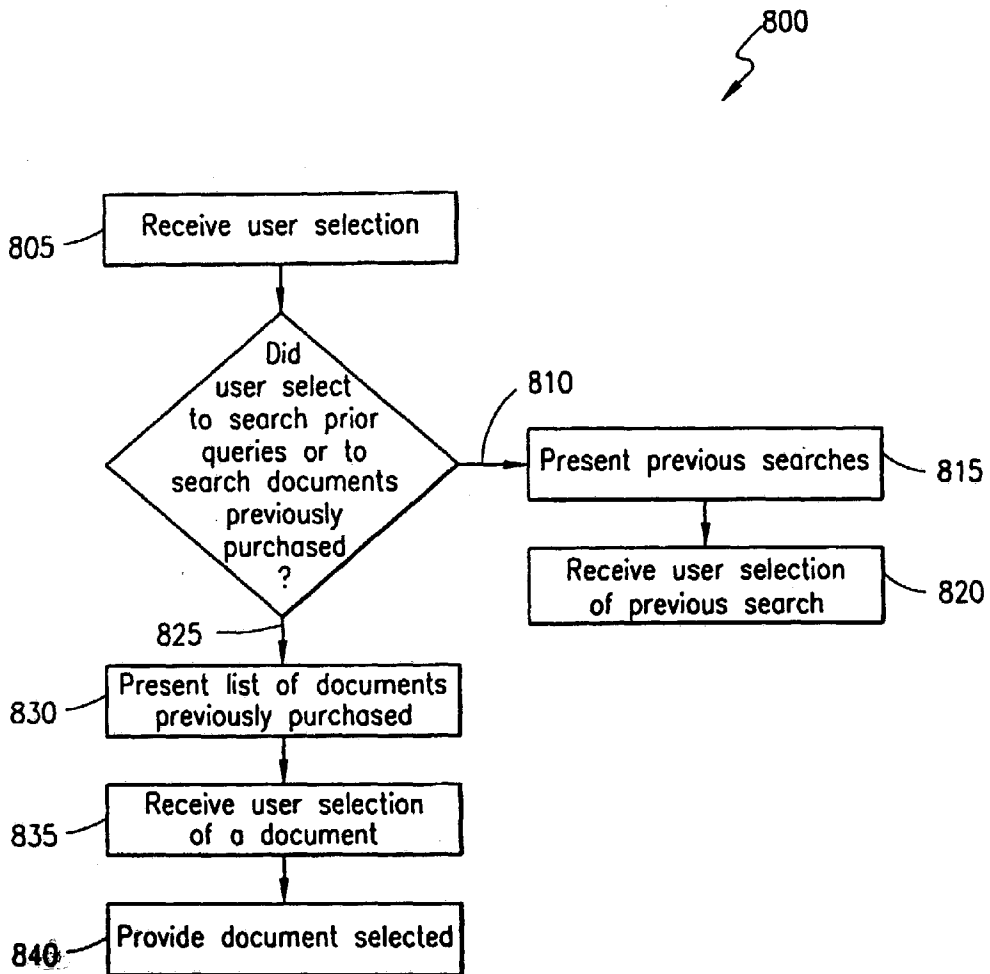 800
805
Receive user selection
Did
user select
to search prior
queries or to
search documents
previously
purchased
?
810
Present previous searches
815
Receive user selection
of previous search
820
825
830
Present list of documents
previously purchased
835
Receive user selection
of a document
840
Provide document selected